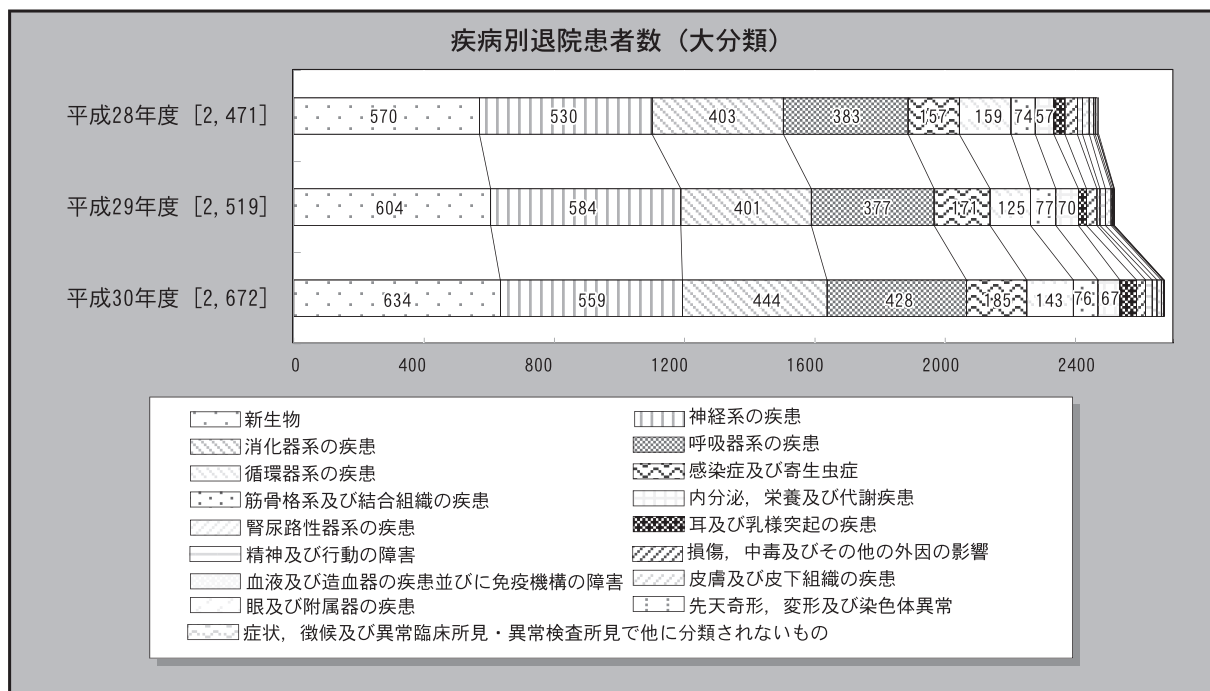 疾病別退院患者数（大分類）
平成28年度 [2,471] 570 530 403 383 157 159 74 57
平成29年度 [2,519] 604 584 401 377 171 125 77 70
平成30年度 [2,672] 634 559 444 428 185 143 76 67
0 400 800 1200 1600 2000 2400
新生物 神経系の疾患
消化器系の疾患 呼吸器系の疾患
循環器系の疾患 感染症及び寄生虫症
筋骨格系及び結合組織の疾患 内分泌，栄養及び代謝疾患
腎尿路性器系の疾患 耳及び乳様突起の疾患
精神及び行動の障害 損傷，中毒及びその他の外因の影響
血液及び造血器の疾患並びに免疫機構の障害 皮膚及び皮下組織の疾患
眼及び附属器の疾患 先天奇形，変形及び染色体異常
症状，徴候及び異常臨床所見・異常検査所見で他に分類されないもの